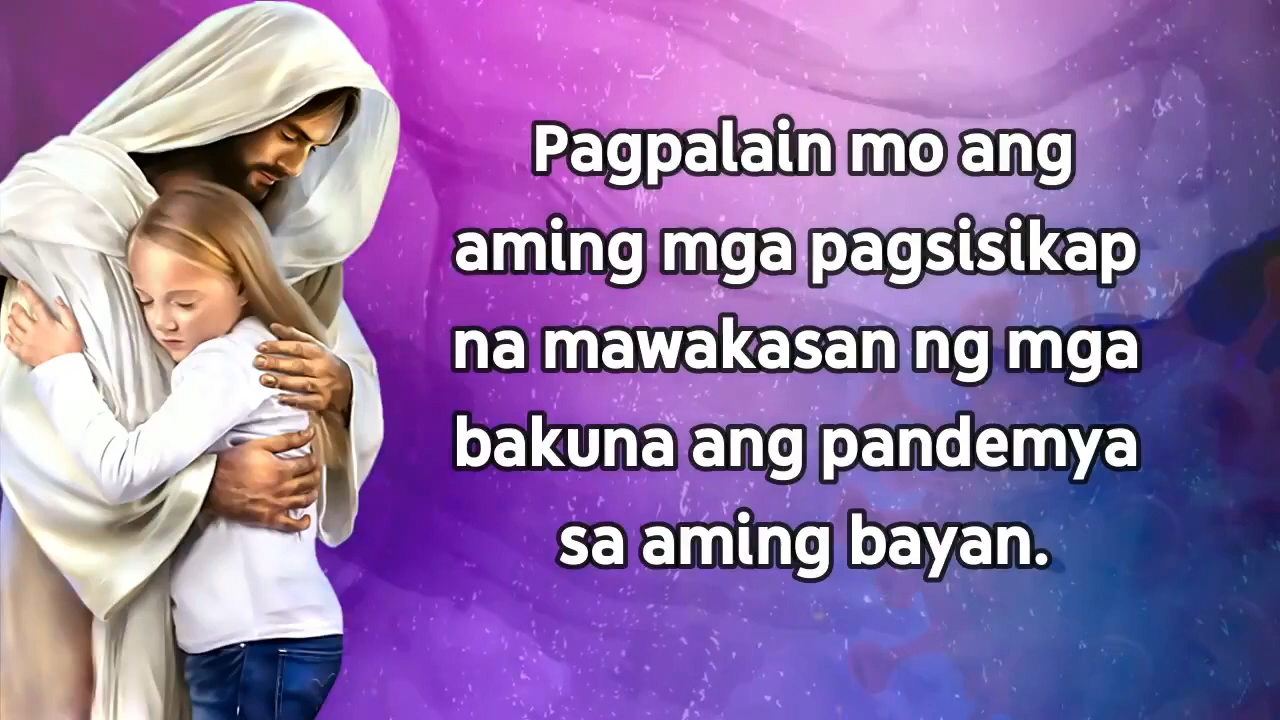 Pagpalain mo ang
aming mga pagsisikap
na mawakasan ng mga
bakuna ang pandemya
sa aming bayan.